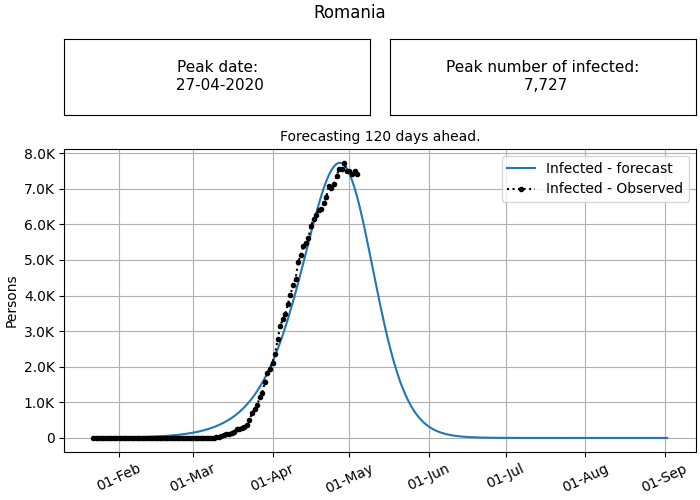 Romania
Peak date:
27-04-2020
Peak number of infected:
7,727
Forecasting 120 days ahead.
8.0K
7.0K
6.0K
5.0K
4.0K
3.0K
2.0K
1.0K
0
Persons
Infected - forecast
Infected - Observed
01-Feb
01-Mar
01-Apr
01-May
01-Jun
01-Jul
01-Aug
01-Sep